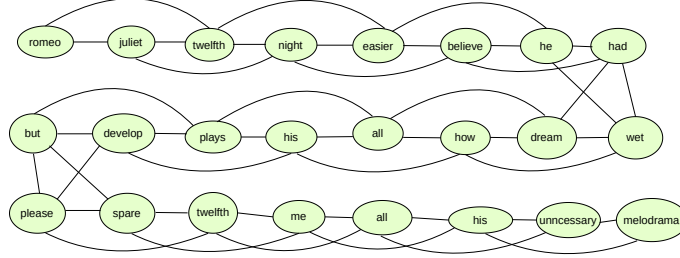 romeo juliet twelfth night easier believe he had
but develop plays his all how dream wet
please spare twelfth me all his unncessary melodrama